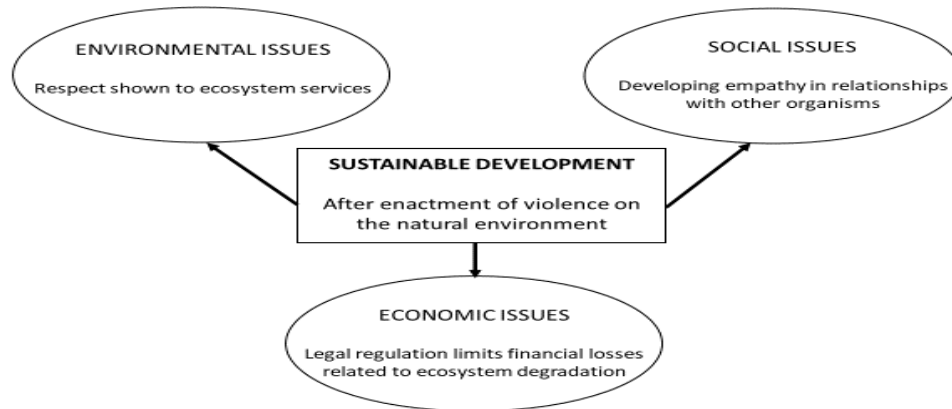 ENVIRONMENTAL ISSUES
Respect shown to ecosystem services
SOCIAL ISSUES
Developing empathy in relationships
with other organisms
SUSTAINABLE DEVELOPMENT
After enactment of violence on
the natural environment
ECONOMIC ISSUES
Legal regulation limits financial losses
related to ecosystem degradation